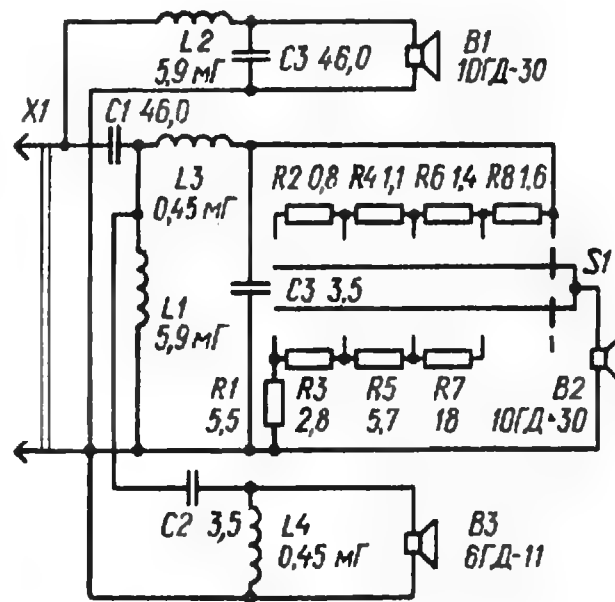 L2
5,9 мГ
C3 46,0
B1
10ГД-30
X1
C1 46,0
L3
0,45 мГ
R2 0,8 R4 1,1 R6 1,4 R8 1,6
S1
L1
5,9 мГ
C3 3,5
R1
5,5
R3
2,8
R5
5,7
R7
18
B2
10ГД-30
C2 3,5
L4
0,45 мГ
B3
6ГД-11